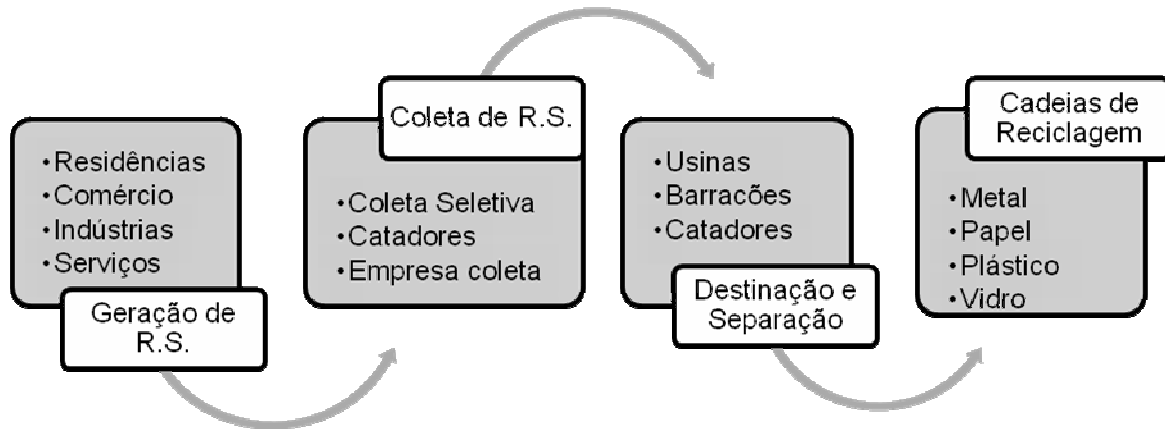 • Residências
• Comércio
• Indústrias
• Serviços
Geração de
R.S.
Coleta de R.S.
• Coleta Seletiva
• Catadores
• Empresa coleta
• Usinas
• Barracões
• Catadores
Destinação e
Separação
Cadeias de
Reciclagem
• Metal
• Papel
• Plástico
• Vidro